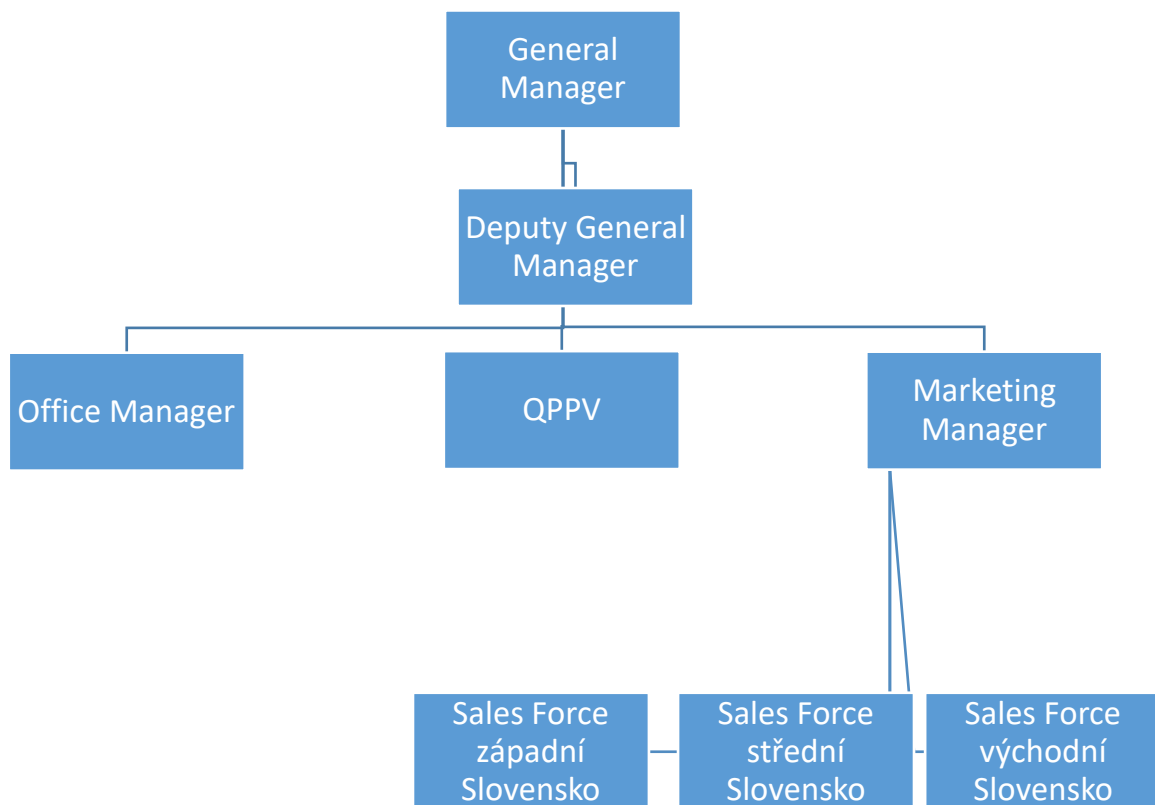 General
Manager
Deputy General
Manager
Office Manager
QPPV
Marketing
Manager
Sales Force
západní
Slovensko
Sales Force
střední
Slovensko
Sales Force
východní
Slovensko